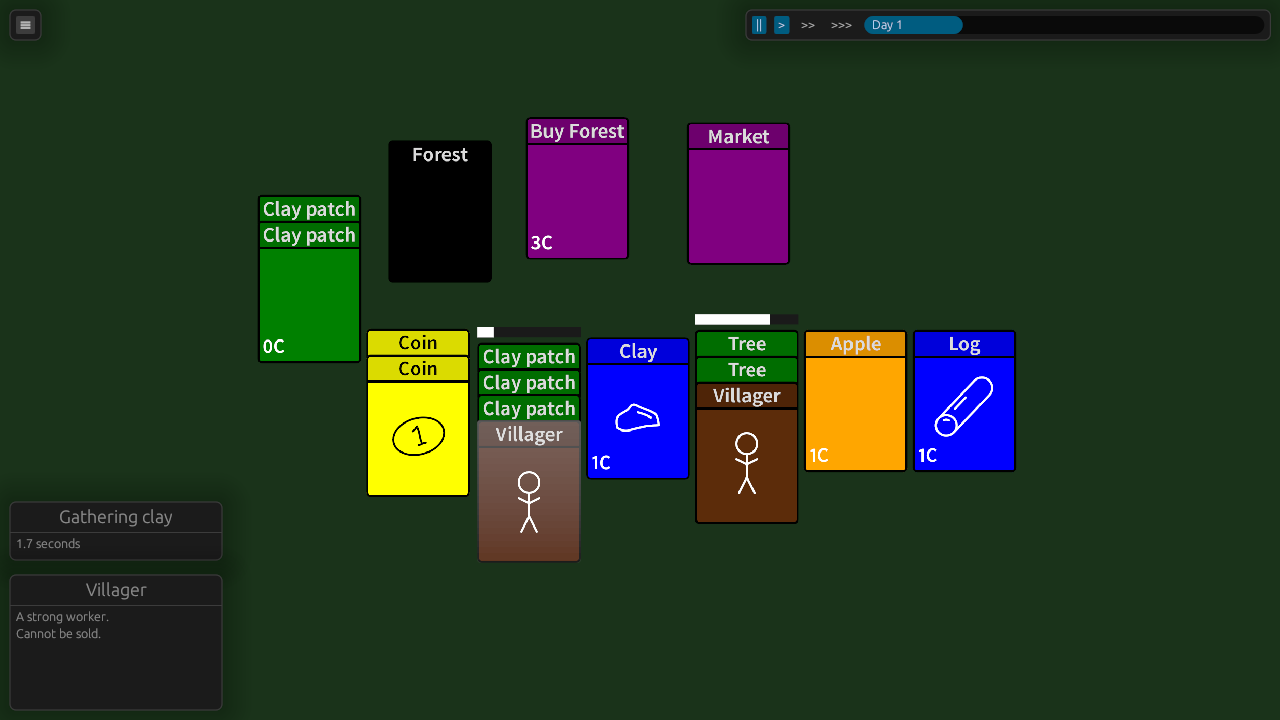 || > >> >>> Day 1
Buy Forest
3C
Market
Forest
Clay patch
Clay patch
0C
Coin
Coin
1
Clay patch
Clay patch
Clay patch
Villager
Clay
1C
Tree
Tree
Villager
Apple
1C
Log
1C
Gathering clay
1.7 seconds
Villager
A strong worker.
Cannot be sold.